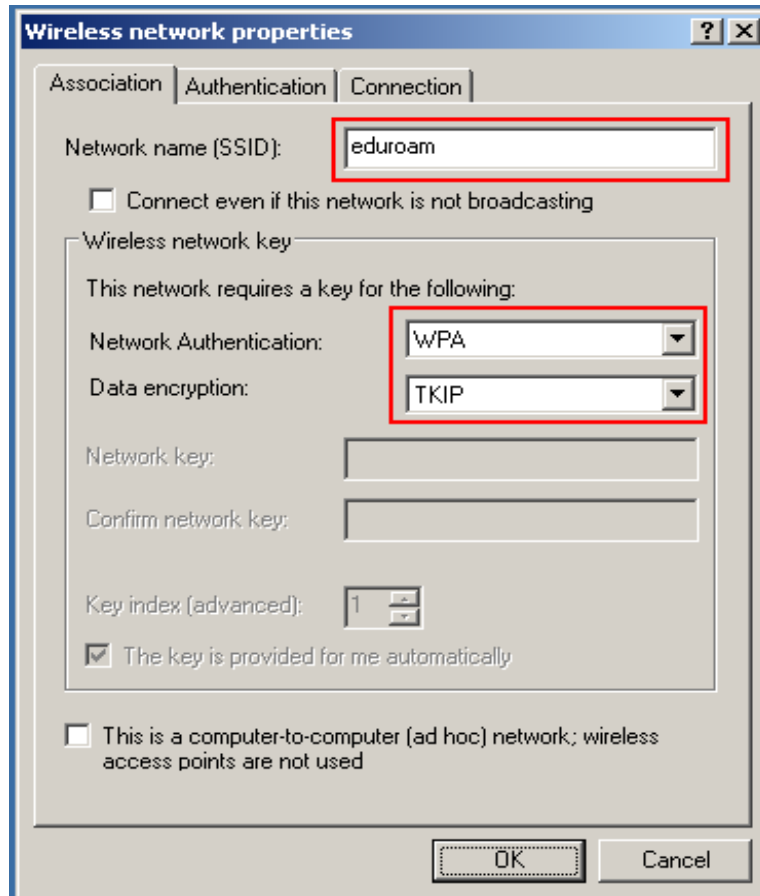 Wireless network properties
Association Authentication Connection
Network name (SSID): eduroam
Connect even if this network is not broadcasting
Wireless network key
This network requires a key for the following:
Network Authentication: WPA
Data encryption: TKIP
Network key:
Confirm network key:
Key index (advanced): 1
The key is provided for me automatically
This is a computer-to-computer (ad hoc) network; wireless
access points are not used
OK Cancel